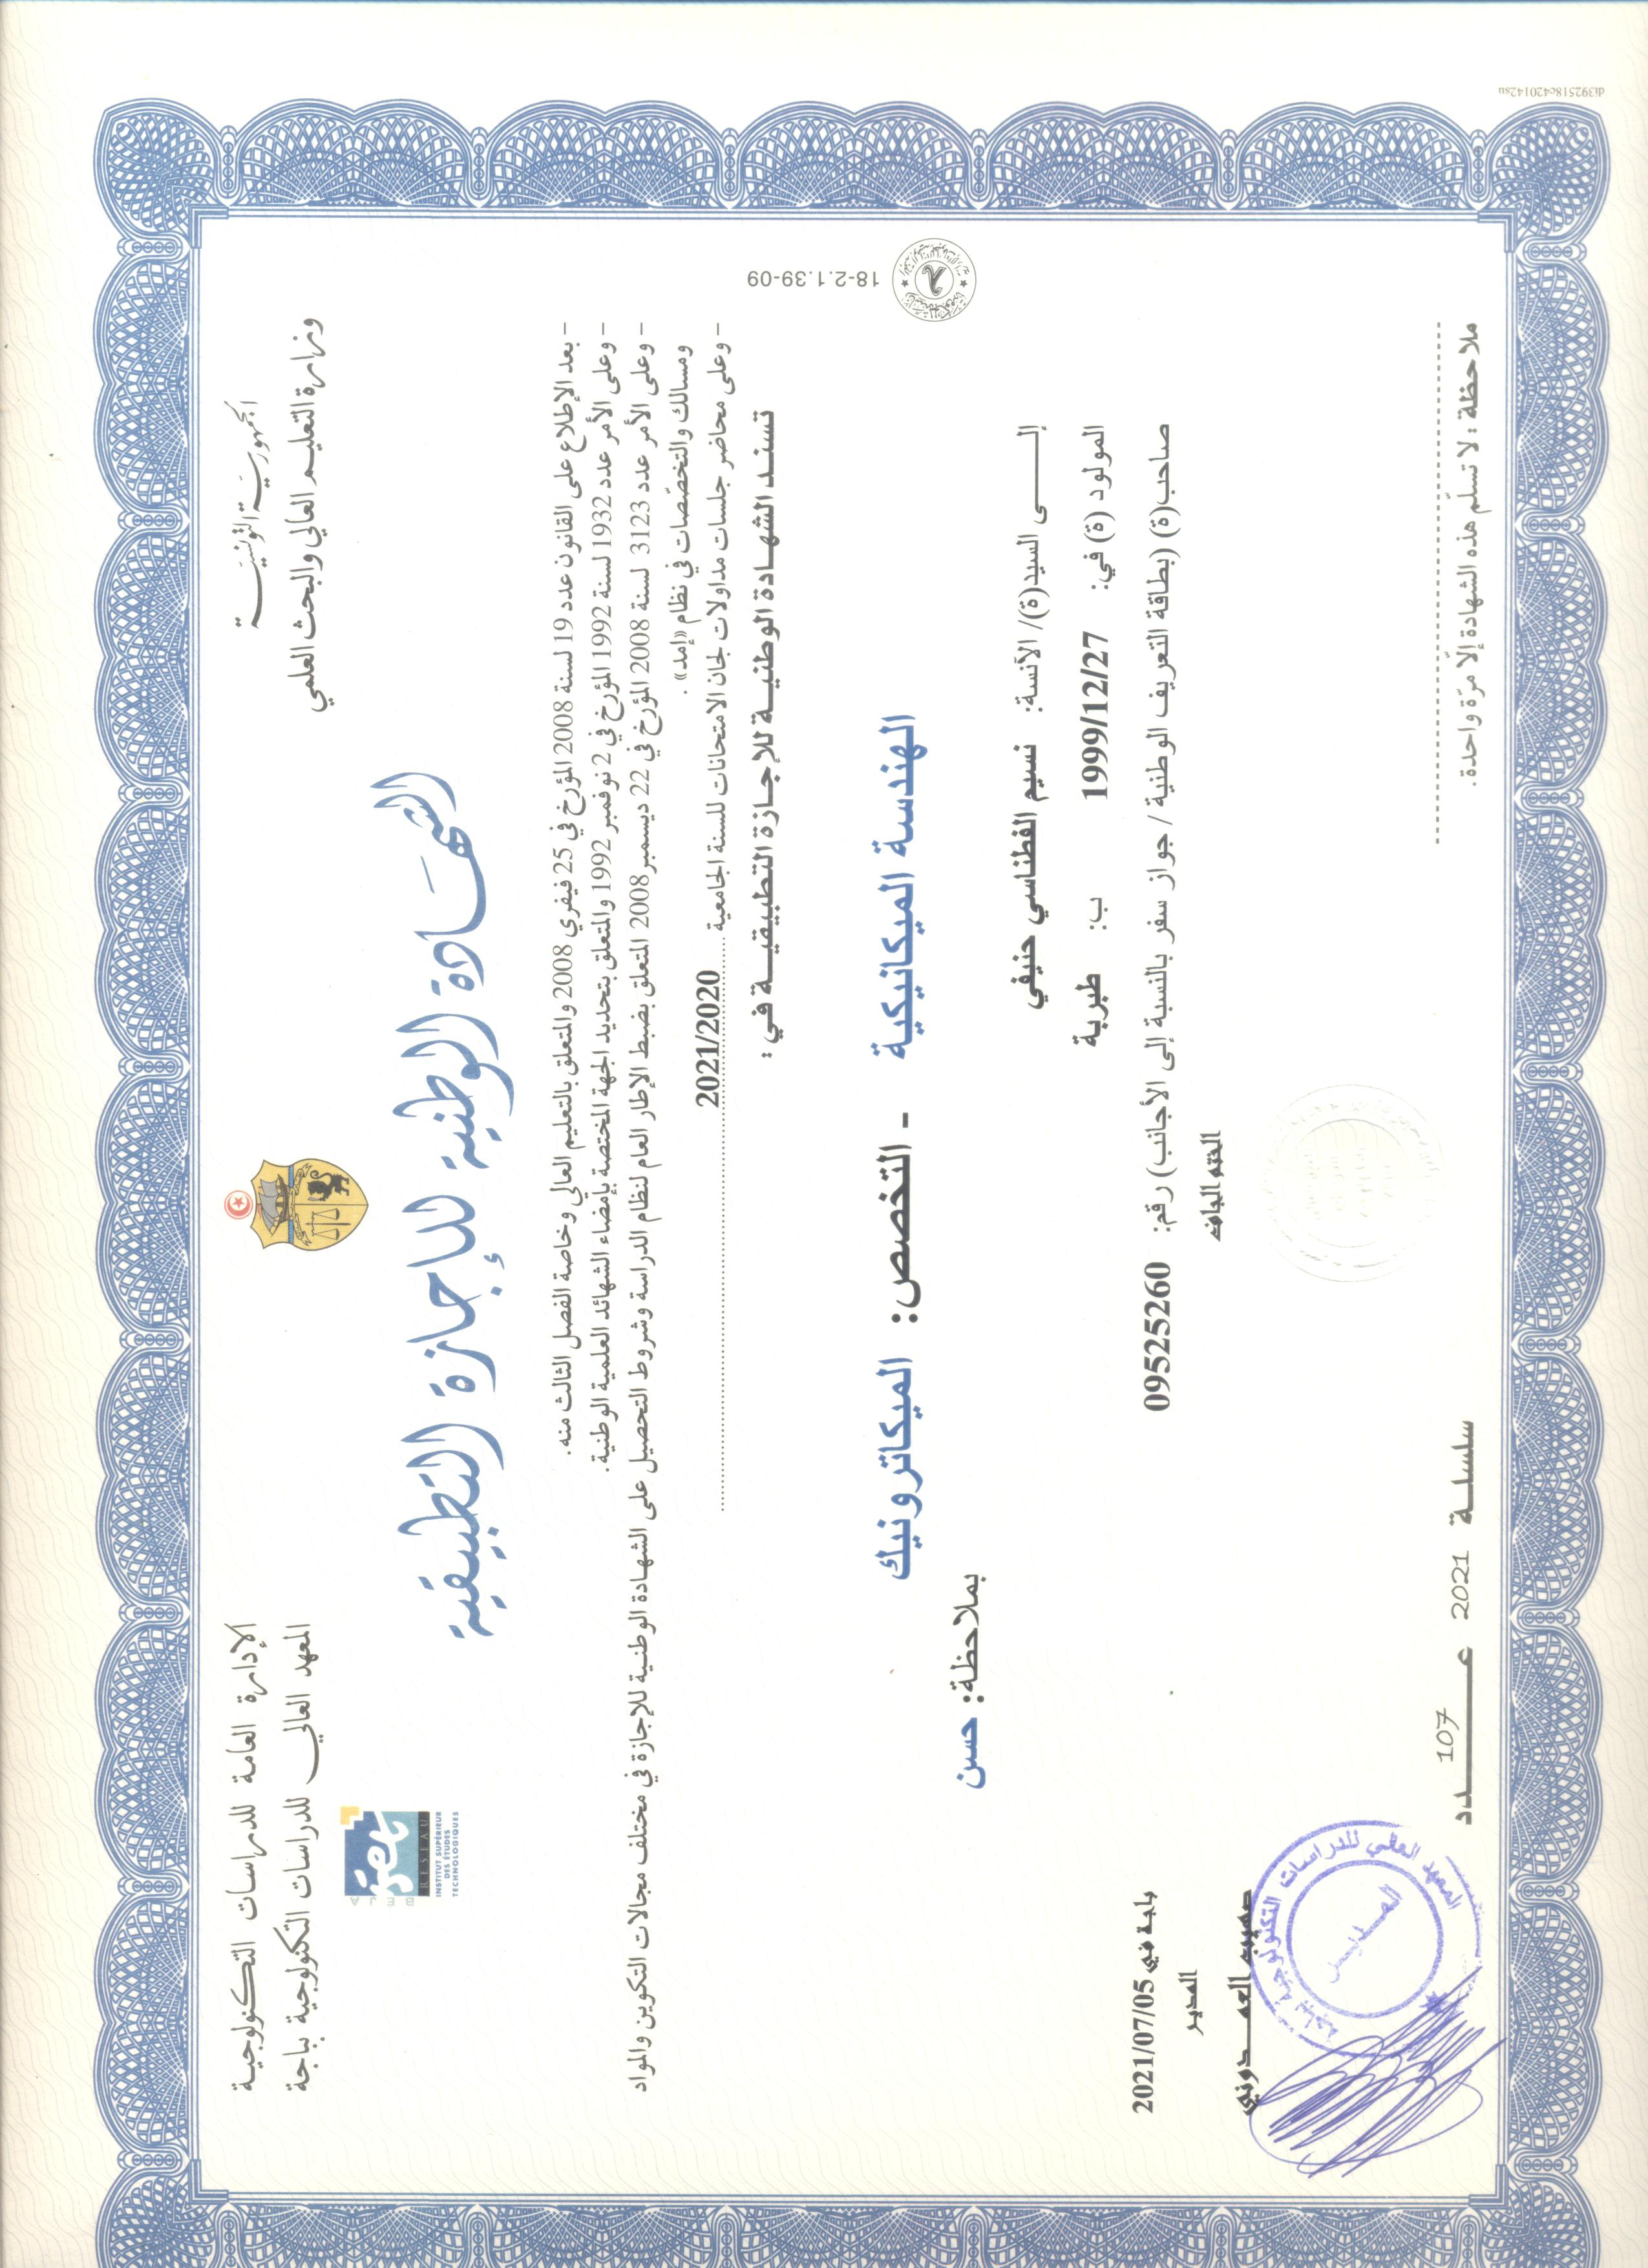 الجمهورية التونسية
وزارة التعليم العالي والبحث العلمي
الإدارة العامة للدراسات التكنولوجية
المعهد العالي للدراسات التكنولوجية بباجة
BEJA
iset
RESEAU
INSTITUT SUPÉRIEUR
DES ÉTUDES
TECHNOLOGIQUES
الشهادة الوطنية للإجازة التطبيقية
– بعد الإطلاع على القانون عدد 19 لسنة 2008 المؤرخ في 25 فيفري 2008 والمتعلق بالتعليم العالي وخاصة الفصل الثالث منه.
– وعلى الأمر عدد 1932 لسنة 1992 المؤرخ في 2 نوفمبر 1992 والمتعلق بتحديد الجهة المختصة بإمضاء الشهائد العلمية الوطنية.
– وعلى الأمر عدد 3123 لسنة 2008 المؤرخ في 22 ديسمبر2008 المتعلق بضبط الإطار العام لنظام الدراسة وشروط التحصيل على الشهادة الوطنية للإجازة في مختلف مجالات التكوين والمواد
ومسالك والتخصّصات في نظام «إمد» .
– وعلى محاضر جلسات مداولات لجان الامتحانات للسنة الجامعية 2021/2020
تسند الشهادة الوطنية للإجازة التطبيقية في :
18-2.1.39-09
الهندسة الميكانيكية - التخصص: الميكاترونيك
بملاحظة: حسن
إلى السيد(ة)/ الآنسة: نسيم الفطناسي حنيفي
المولود (ة) في: 1999/12/27 ب: طبربة
صاحب(ة) (بطاقة التعريف الوطنية / جواز سفر بالنسبة إلى الأجانب) رقم: 09525260
الختم الجاف
باجة في 2021/07/05
المدير
صهيب العمدوني
المعهد العالي للدراسات التكنولوجية بباجة
المدير
سلسلة 2021 عدد 107
ملاحظة : لا تسلّم هذه الشهادة إلّا مرّة واحدة.
di392518c420142su